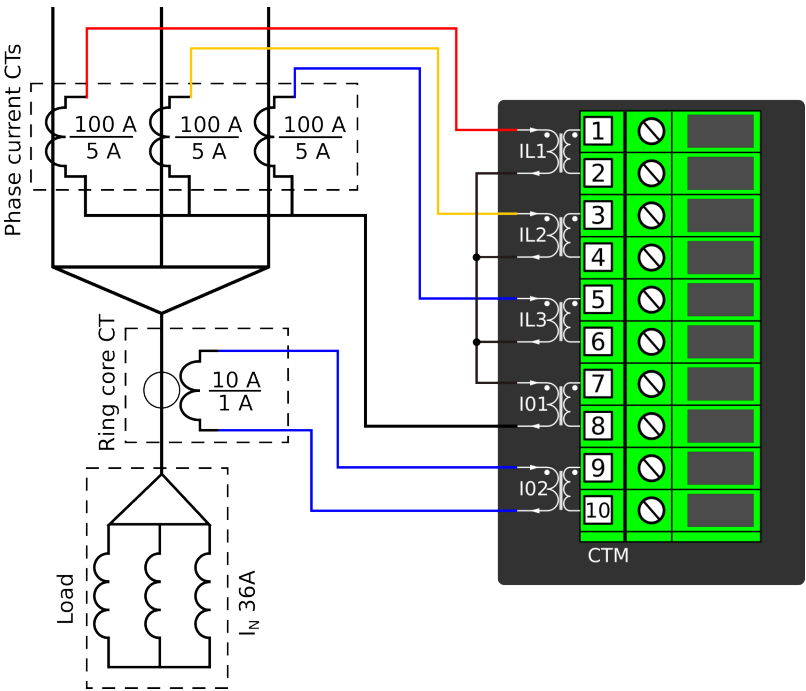 Phase current CTs
100 A
5 A
100 A
5 A
100 A
5 A
Ring core CT
10 A
1 A
Load
I_N 36A
IL1
IL2
IL3
I01
I02
1
2
3
4
5
6
7
8
9
10
CTM